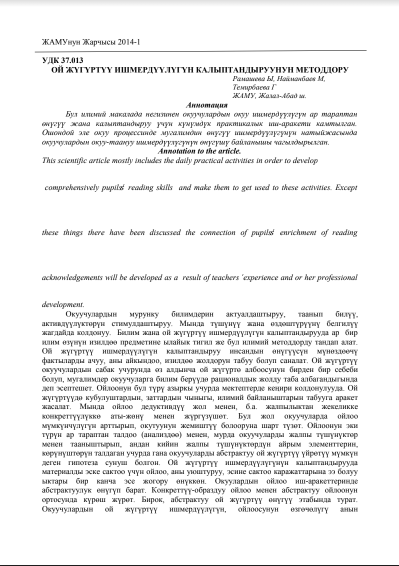 ЖАМУнун Жарчысы 2014-1
УДК 37.013
ОЙ ЖҮГҮРТҮҮ ИШМЕРДҮҮЛҮГҮН КАЛЫПТАНДЫРУУНУН МЕТОДДОРУ
Рамашева Ы, Найманбаев М.
Темирбаева Г
ЖАМУ, Жалал-Абад ш.
Аннотация
Бул илимий макалада негизинен окуучулардын окуу ишмердүүлүгүн ар тараптан
өнүгүү жана калыптандыруу үчүн күнүмдүк практикалык иш-аракети камтылган.
Ошондой эле окуу процессинде мугалимдин өнүгүү ишмердүүлүгүнүн натыйжасында
окуучулардын окуу-таануу ишмердүүлүгүнүн өнүгүшү байланышы чагылдырылган.
Annotation to the article.
This scientific article mostly includes the daily practical activities in order to develop
comprehensively pupils' reading skills and make them to get used to these activities. Except
these things there have been discussed the connection of pupils' enrichment of reading
acknowledgements will be developed as a result of teachers`experience and or her professional
development.
Окуучулардын мурунку билимдерин актуалдаштыруу, таанып билүү,
активдүүлүктөрүн стимулдаштыруу. Мында түшүнүү жана өздөштүрүүнү белгилүү
жагдайда колдонуу. Билим жана ой жүгүртүү ишмердүүлүгүн калыптандырууда ар бир
илим өзүнүн изилдөө предметине ылайык тигил же бул илимий методдорду тандап алат.
Ой жүгүртүү ишмердүүлүгүн калыптандыруу инсандын өнүгүүсүн мүнөздөөчү
фактыларды ачуу, аны айкындоо, изилдөө жолдорун табуу болуп саналат. Ой жүгүртүү
окуучулардын сабак учурунда өз алдынча ой жүгүртө албоосунун бирден бир себеби
болуп, мугалимдер окуучуларга билим берүүдө рационалдык жолду таба албагандыгында
деп эсептешет. Ойлоонун бул түрү азыркы учурда мектептерде кеңири колдонулууда. Ой
жүгүртүүдө кубулуштардын, заттардын чыныгы, илимий байланыштарын табууга аракет
жасалат. Мында ойлоо дедуктивдүү жол менен, б.а. жалпылыктан жекеликке
конкреттүүлүккө аты-жөнү менен жүргүзүшөт. Бул жол окуучуларда ойлоо
мүмкүнчүлүгүн арттырып, окутуунун жемиштүү болооруна шарт түзөт. Ойлоонун эки
түрүн ар тараптан талдоо (анализдөө) менен, мурда окуучуларды жалпы түшүнүктөр
менен тааныштырып, андан кийин жалпы түшүнүктөрдүн айрым элементтерин,
көрүнүштөрүн талдаган учурда гана окуучуларды абстрактуу ой жүгүртүү үйрөтүү мүмкүн
деген гипотеза сунуш болгон. Ой жүгүртүү ишмердүүлүгүнүн калыптандырууда
материалды эске сактоо үчүн ойлоо, аны уюштуруу, эсине сактоо каражаттарына ээ болуу
ыктары бир канча эсе жогору өнүккөн. Окуулардын ойлоо иш-аракеттеринде
абстрактуулук өнүгүп барат. Конкреттүү-образдуу ойлоо менен абстрактуу ойлоонун
ортосунда күрөш жүрөт. Бирок, абстрактуу ой жүгүртүү өнүгүү этабында турат.
Окуучулардын ой жүгүртүү ишмердүүлүгүн, ойлоосунун өзгөчөлүгү анын